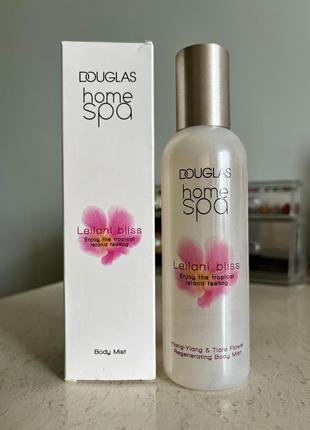 DOUGLAS
home
spa
Leilani bliss
Enjoy the tropical
island feeling
Body Mist
DOUGLAS
home
spa
Leilani bliss
Enjoy the tropical
island feeling
Ylang-Ylang & Tiaré Flower
Regenerating Body Mist